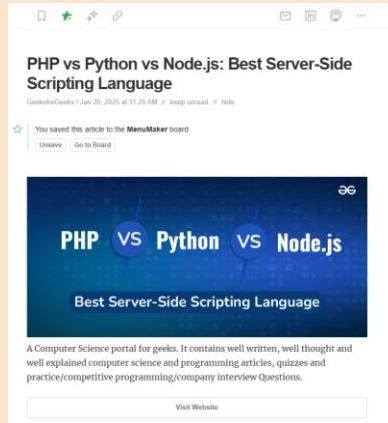 PHP vs Python vs Node.js: Best Server-Side
Scripting Language
GeeksforGeeks / Jan 28, 2025 at 11:25 AM // keep unread // hide
You saved this article to the MenuMaker board
Unsave Go to Board
PHP VS Python VS Node.js
Best Server-Side Scripting Language
A Computer Science portal for geeks. It contains well written, well thought and
well explained computer science and programming articles, quizzes and
practice/competitive programming/company interview Questions.
Visit Website